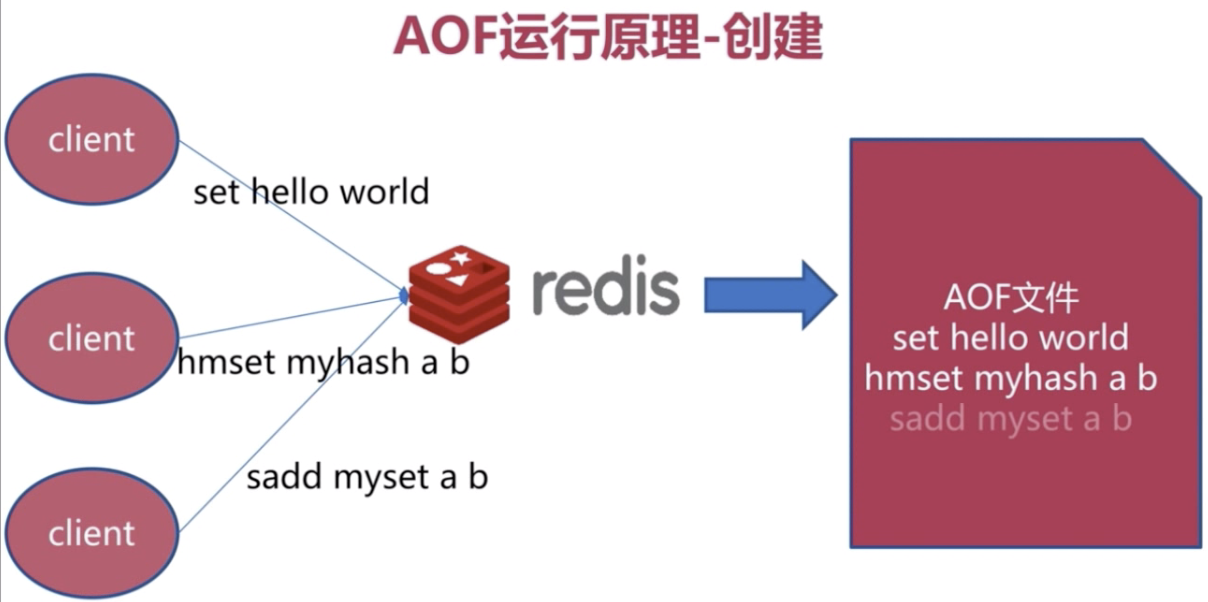 AOF运行原理-创建
client
set hello world
client
hmset myhash a b
client
sadd myset a b
redis
AOF文件
set hello world
hmset myhash a b
sadd myset a b